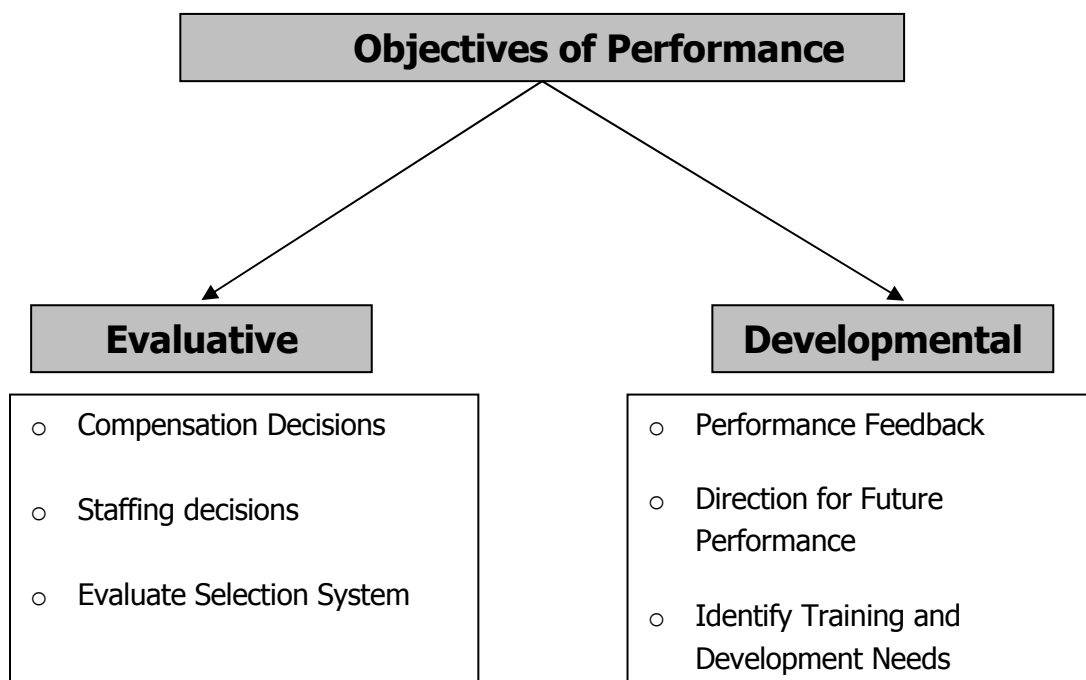 Objectives of Performance
Evaluative
○ Compensation Decisions
○ Staffing decisions
○ Evaluate Selection System
Developmental
○ Performance Feedback
○ Direction for Future
Performance
○ Identify Training and
Development Needs